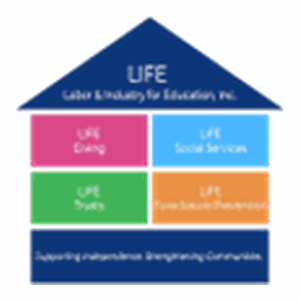 LIFE
Labor & Industry for Education, Inc.
LIFE
Giving
LIFE
Social Services
LIFE
Trusts
LIFE
Foreclosure Prevention
Supporting Independence. Strengthening Communities.